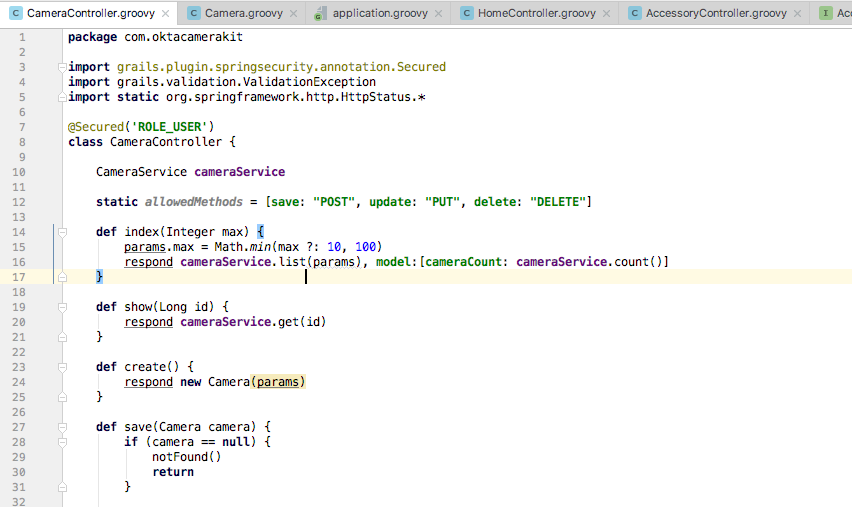 CameraController.groovy × Camera.groovy × application.groovy × HomeController.groovy × AccessoryController.groovy ×
1 package com.oktacamerakit
2
3 import grails.plugin.springsecurity.annotation.Secured
4 import grails.validation.ValidationException
5 import static org.springframework.http.HttpStatus.*
6
7 @Secured('ROLE_USER')
8 class CameraController {
9
10     CameraService cameraService
11
12     static allowedMethods = [save: "POST", update: "PUT", delete: "DELETE"]
13
14     def index(Integer max) {
15         params.max = Math.min(max ?: 10, 100)
16         respond cameraService.list(params), model:[cameraCount: cameraService.count()]
17     }
18
19     def show(Long id) {
20         respond cameraService.get(id)
21     }
22
23     def create() {
24         respond new Camera(params)
25     }
26
27     def save(Camera camera) {
28         if (camera == null) {
29             notFound()
30             return
31         }
32